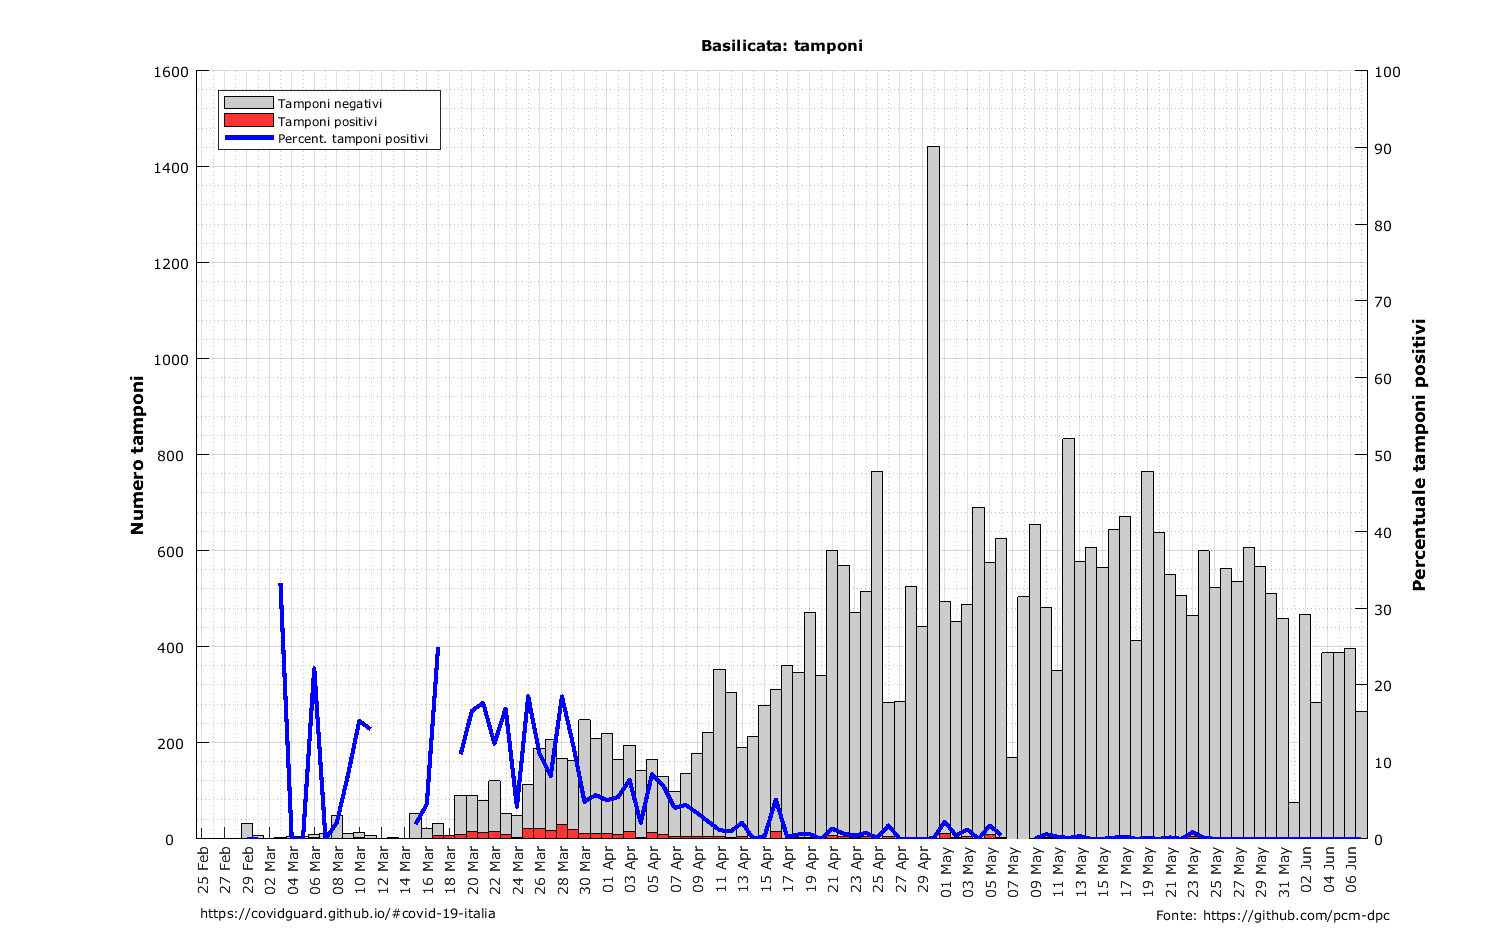 Basilicata: tamponi
Tamponi negativi
Tamponi positivi
Percent. tamponi positivi
Numero tamponi
1600
1400
1200
1000
800
600
400
200
0
Percentuale tamponi positivi
100
90
80
70
60
50
40
30
20
10
0
25 Feb
27 Feb
29 Feb
02 Mar
04 Mar
06 Mar
08 Mar
10 Mar
12 Mar
14 Mar
16 Mar
18 Mar
20 Mar
22 Mar
24 Mar
26 Mar
28 Mar
30 Mar
01 Apr
03 Apr
05 Apr
07 Apr
09 Apr
11 Apr
13 Apr
15 Apr
17 Apr
19 Apr
21 Apr
23 Apr
25 Apr
27 Apr
29 Apr
01 May
03 May
05 May
07 May
09 May
11 May
13 May
15 May
17 May
19 May
21 May
23 May
25 May
27 May
29 May
31 May
02 Jun
04 Jun
06 Jun
https://covidguard.github.io/#covid-19-italia
Fonte: https://github.com/pcm-dpc